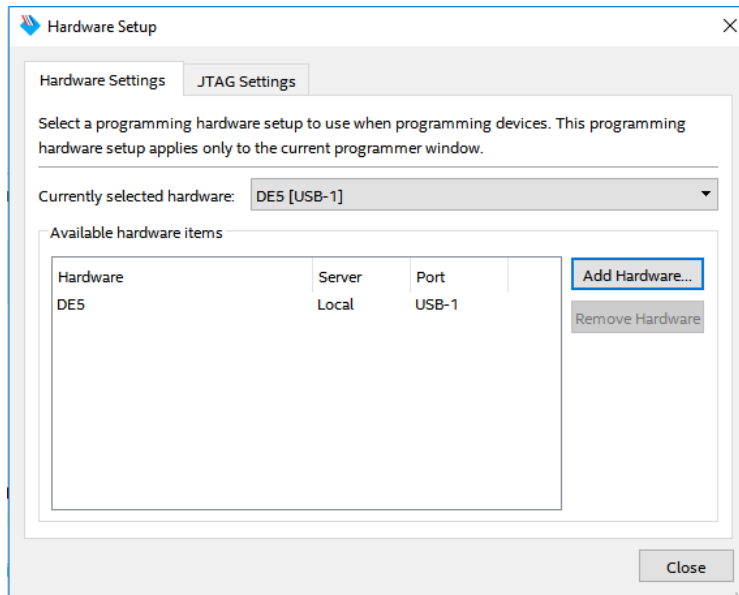 Hardware Setup
Hardware Settings
JTAG Settings
Select a programming hardware setup to use when programming devices. This programming
hardware setup applies only to the current programmer window.
Currently selected hardware: DE5 [USB-1]
Available hardware items
Hardware Server Port
DE5 Local USB-1
Add Hardware...
Remove Hardware
Close